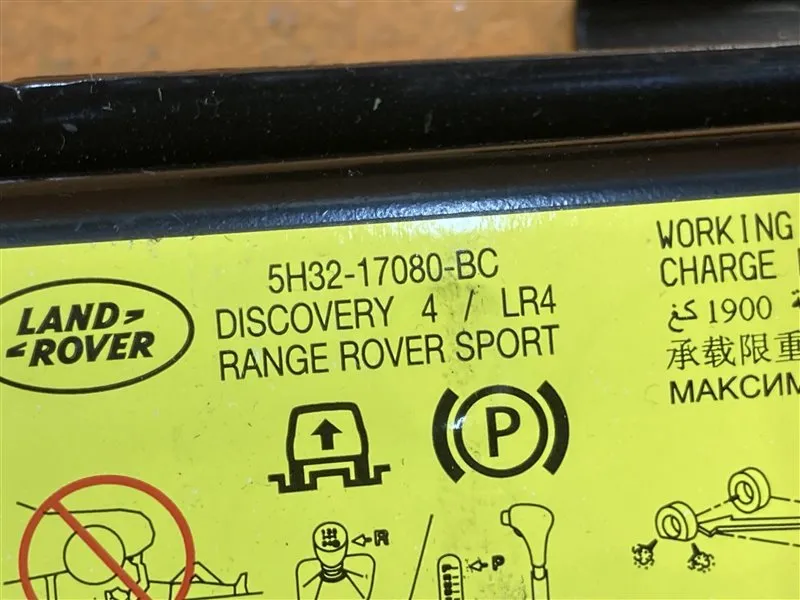 LAND
ROVER
5H32-17080-BC
DISCOVERY 4 / LR4
RANGE ROVER SPORT
WORKING
CHARGE
1900 كغ
承载限重
МАКСИМ
P
R
P